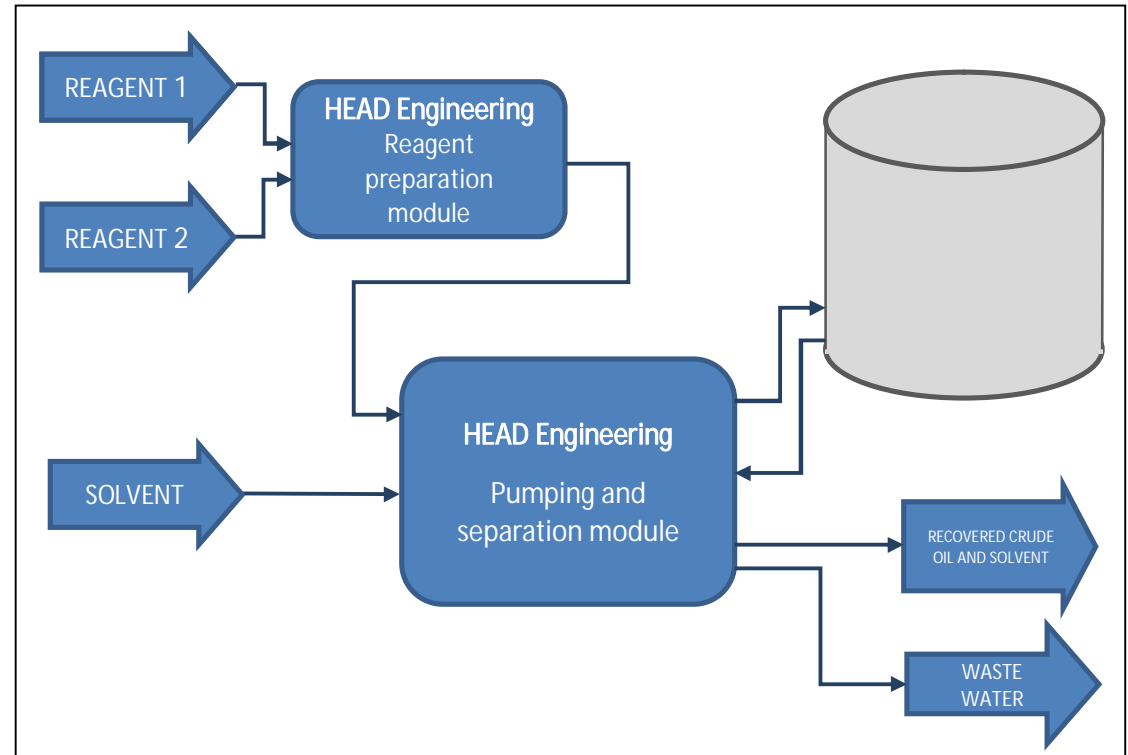 REAGENT 1
HEAD Engineering
Reagent
preparation
module
REAGENT 2
HEAD Engineering
Pumping and
separation module
SOLVENT
RECOVERED CRUDE
OIL AND SOLVENT
WASTE
WATER